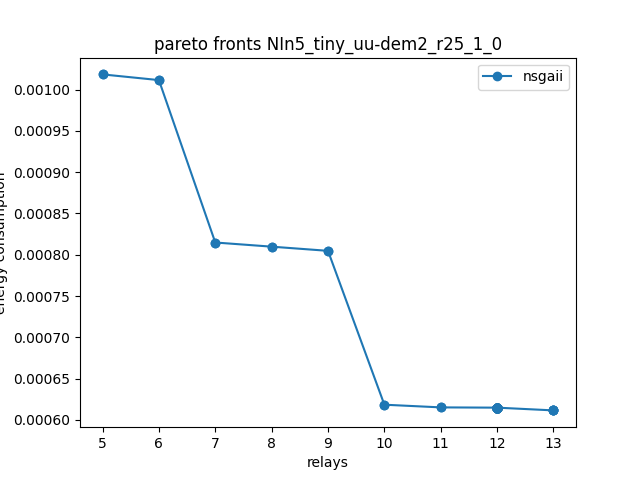 pareto fronts NIn5_tiny_uu-dem2_r25_1_0
nsgaii
0.00100
0.00095
0.00090
0.00085
0.00080
0.00075
0.00070
0.00065
0.00060
energy consumption
5 6 7 8 9 10 11 12 13
relays